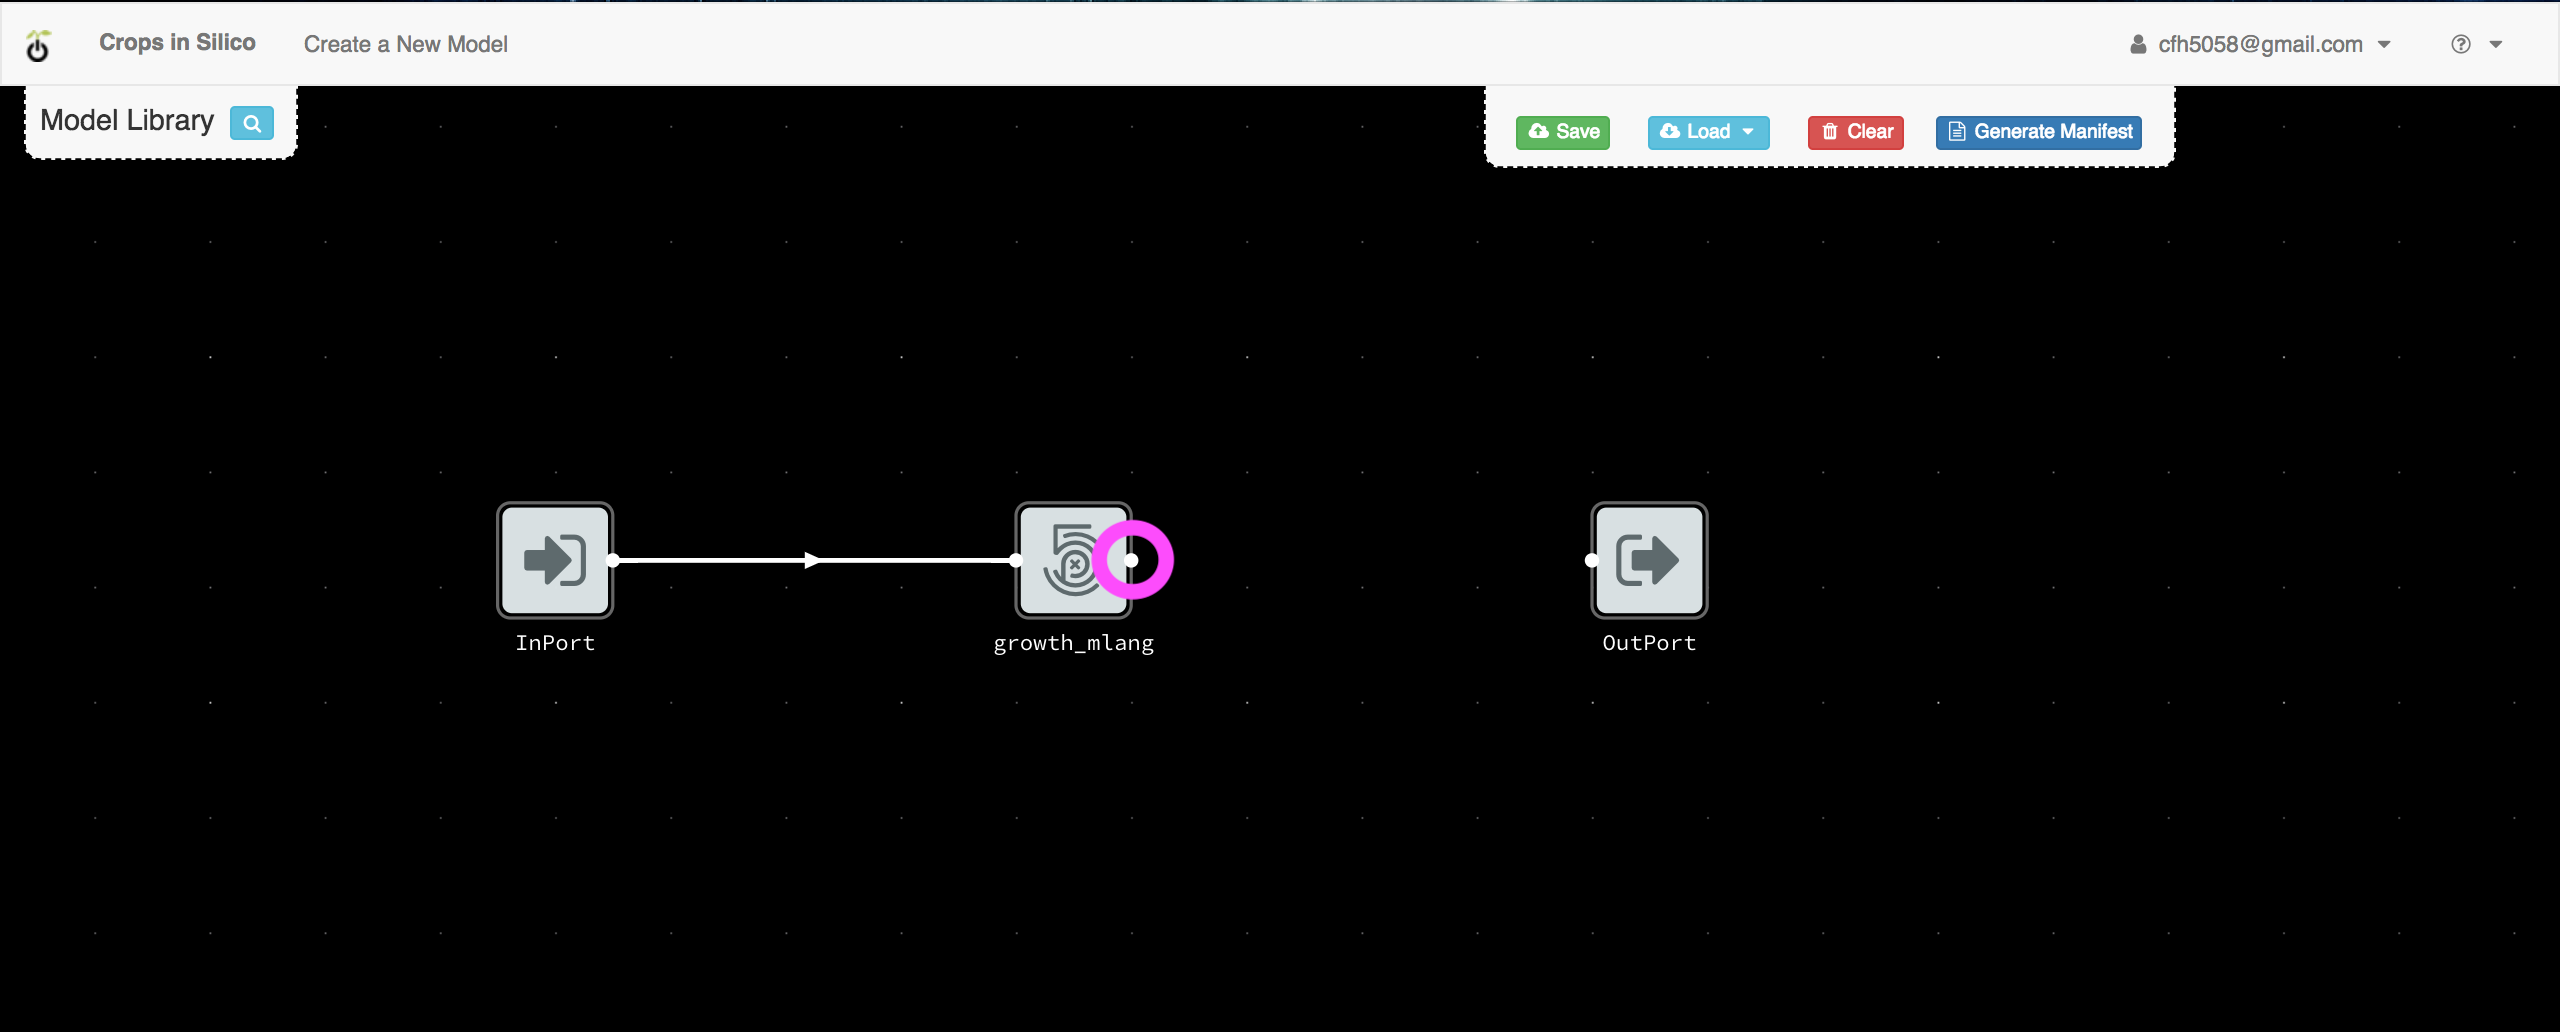 Crops in Silico
Create a New Model
cfh5058@gmail.com
Model Library
Save
Load
Clear
Generate Manifest
InPort
growth_mlang
OutPort